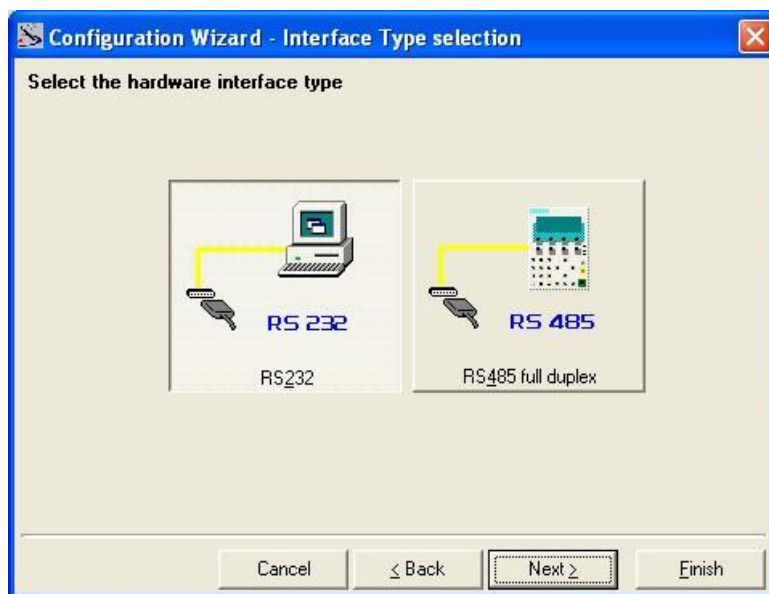 Configuration Wizard - Interface Type selection
Select the hardware interface type
RS 232
RS 485
RS232
RS485 full duplex
Cancel
< Back
Next >
Finish